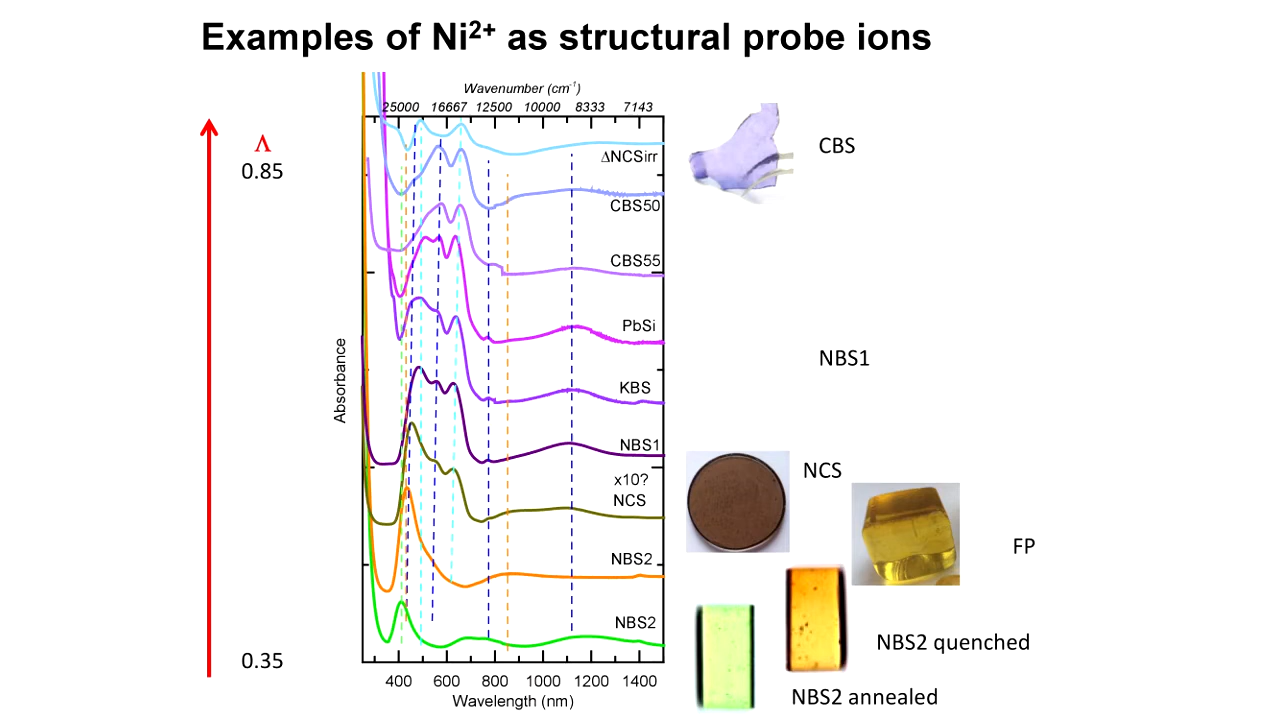 Examples of Ni²⁺ as structural probe ions
Wavenumber (cm⁻¹)
25000 16667 12500 10000 8333 7143
Λ
0.85
0.35
Absorbance
ΔNCSirr
CBS50
CBS55
PbSi
KBS
NBS1
x10?
NCS
NBS2
NBS2
400 600 800 1000 1200 1400
Wavelength (nm)
CBS
NBS1
NCS
FP
NBS2 quenched
NBS2 annealed